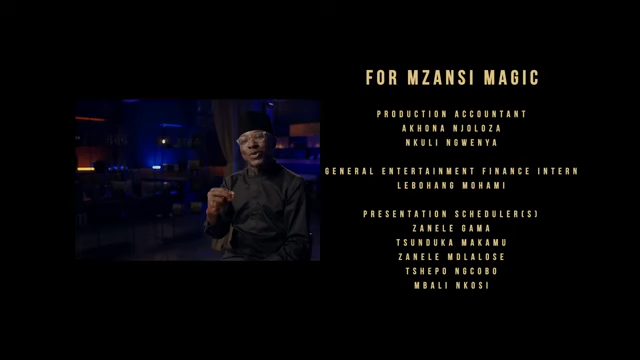 FOR MZANSI MAGIC
PRODUCTION ACCOUNTANT
AKHONA NJOLOZA
NKULI NGWENYA
GENERAL ENTERTAINMENT FINANCE INTERN
LEBOHANG MOHAMI
PRESENTATION SCHEDULER(S)
ZANELE GAMA
TSUNDUKA MAKAMU
ZANELE MDLALOSE
TSHEPO NGCOBO
MBALI NKOSI